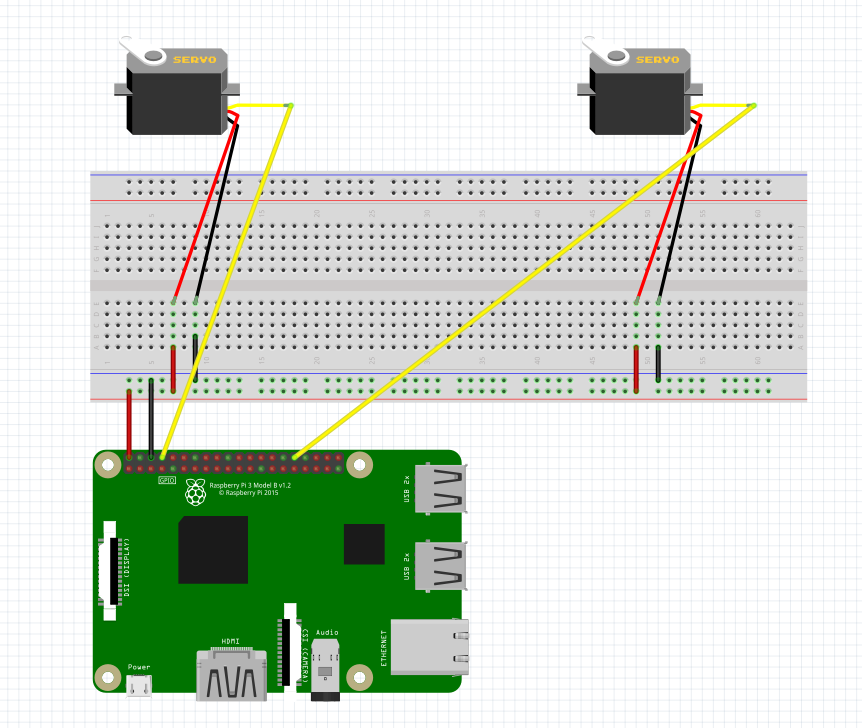 SERVO
SERVO
1 5 15 20 25 30 35 40 45 50 55 60
1 5 10 15 20 25 30 35 40 45 50 55 60
GPIO
Raspberry Pi 3 Model B v1.2
© Raspberry Pi 2015
USB 2x
DSI (DISPLAY)
USB 2x
HDMI
CSI (CAMERA)
Audio
ETHERNET
Power